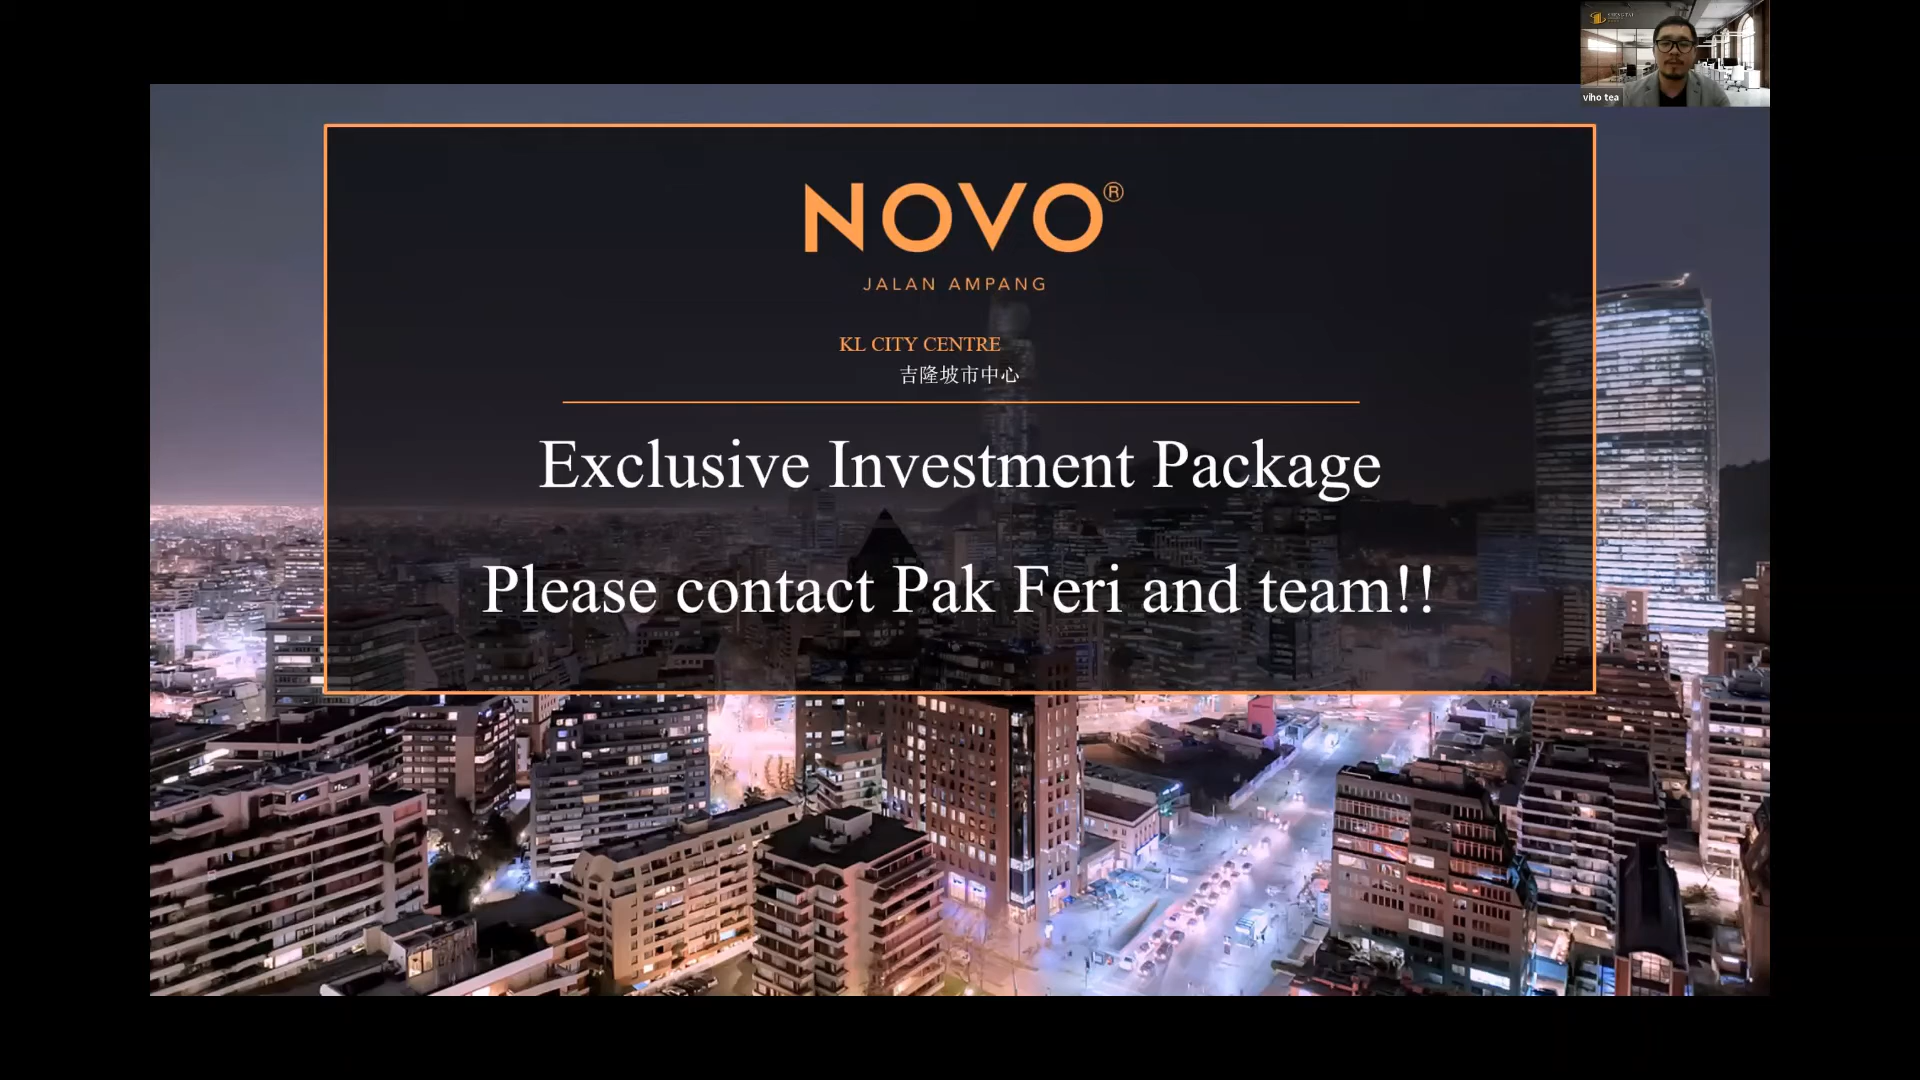 NOVO®
JALAN AMPANG
KL CITY CENTRE
吉隆坡市中心
Exclusive Investment Package
Please contact Pak Feri and team!!
viho tea